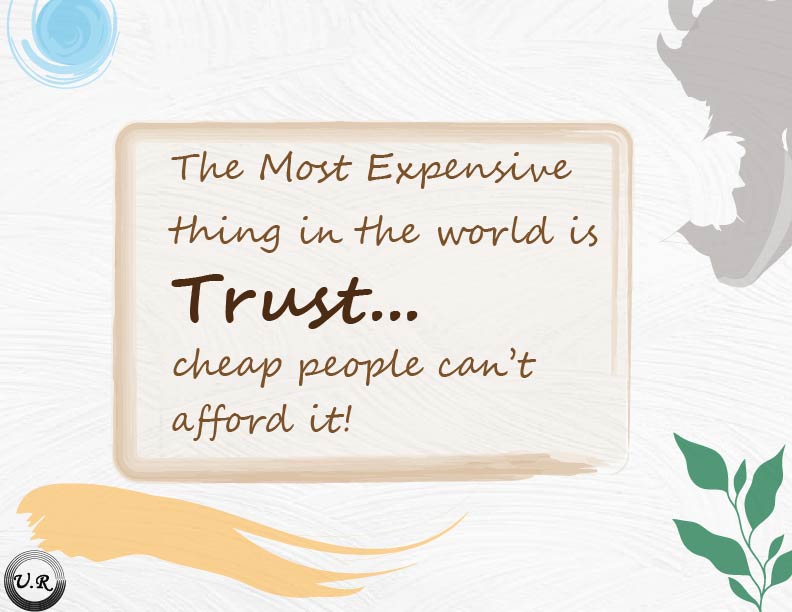 The Most Expensive
thing in the world is
Trust...
cheap people can't
afford it!
U.R